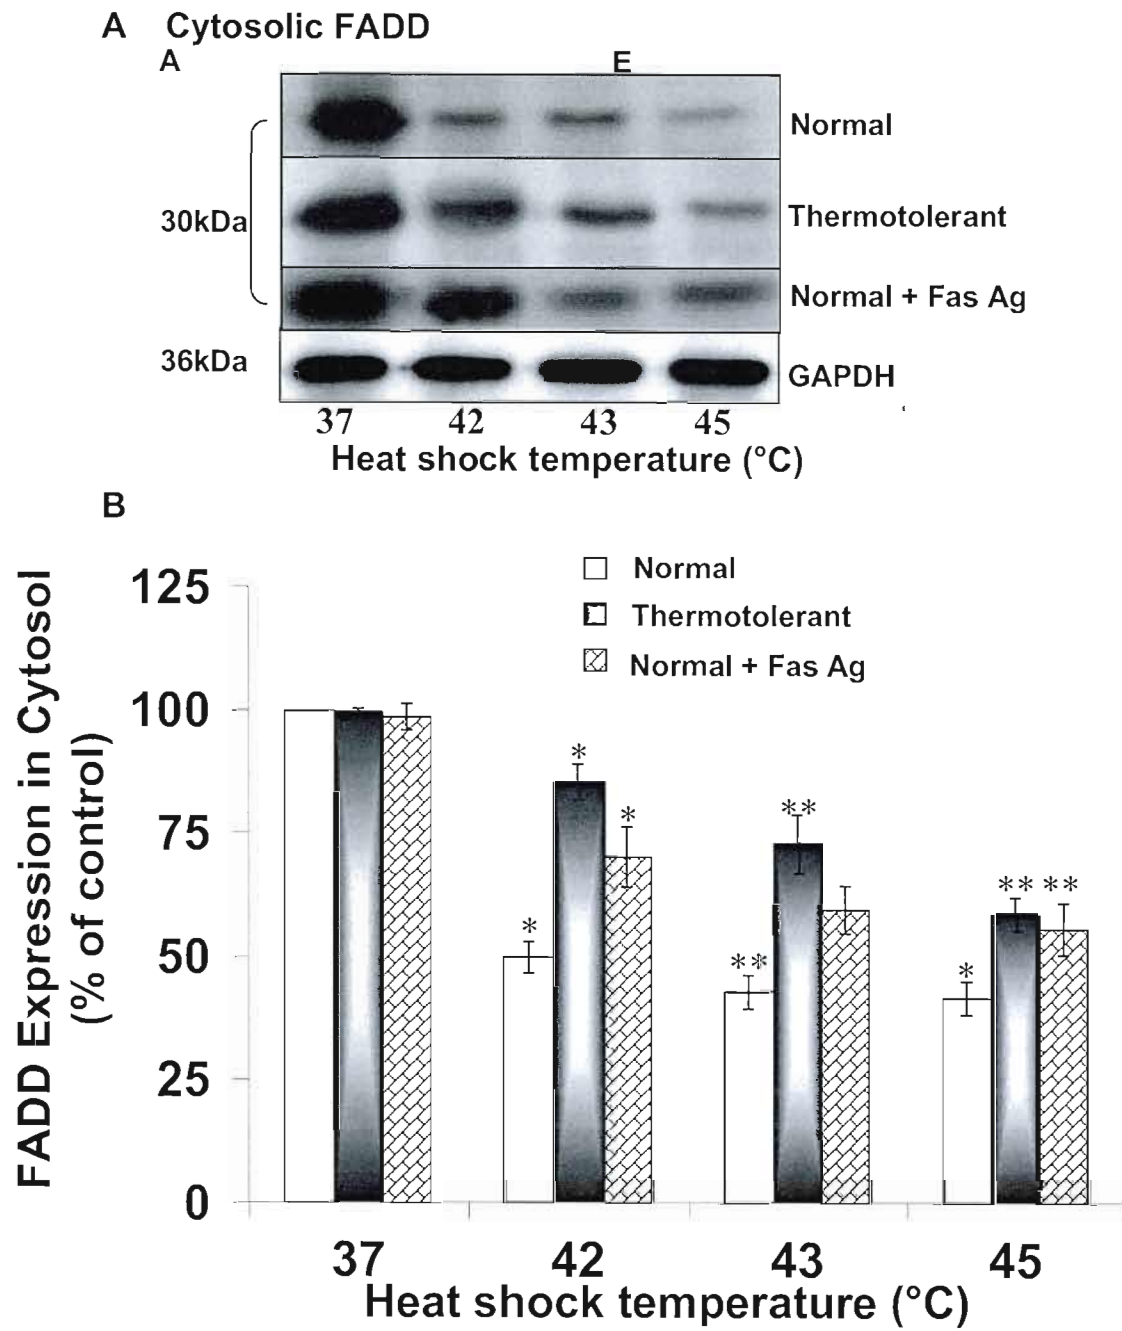 A Cytosolic FADD
A E
Normal
30kDa
Thermotolerant
Normal + Fas Ag
36kDa
GAPDH
37 42 43 45
Heat shock temperature (°C)
B
FADD Expression in Cytosol
(% of control)
Normal
Thermotolerant
Normal + Fas Ag
125
100
75
50
25
0
* * *
** **
* ** **
37 42 43 45
Heat shock temperature (°C)